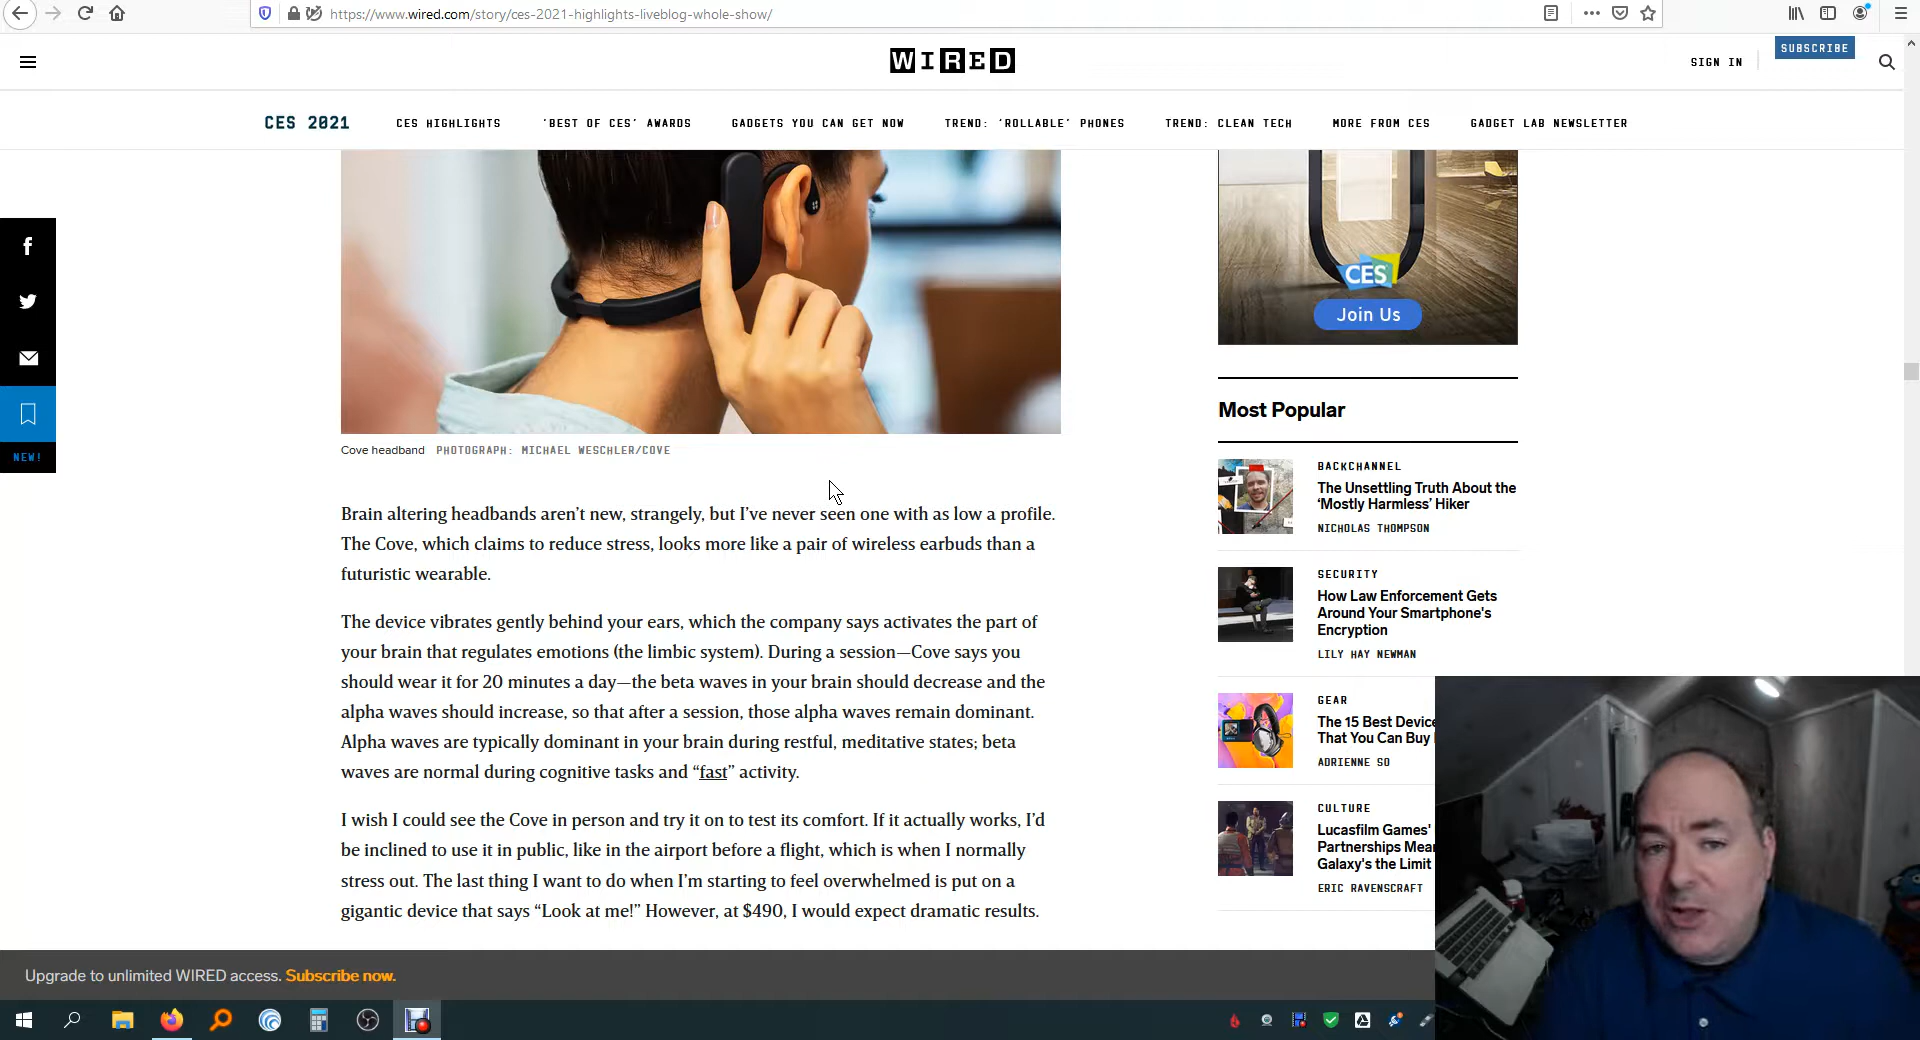 https://www.wired.com/story/ces-2021-highlights-liveblog-whole-show/
WIRED
SIGN IN
SUBSCRIBE
CES 2021
CES HIGHLIGHTS
‘BEST OF CES’ AWARDS
GADGETS YOU CAN GET NOW
TREND: ‘ROLLABLE’ PHONES
TREND: CLEAN TECH
MORE FROM CES
GADGET LAB NEWSLETTER
NEW!
Cove headband PHOTOGRAPH: MICHAEL WESCHLER/COVE
Brain altering headbands aren’t new, strangely, but I’ve never seen one with as low a profile.
The Cove, which claims to reduce stress, looks more like a pair of wireless earbuds than a
futuristic wearable.
The device vibrates gently behind your ears, which the company says activates the part of
your brain that regulates emotions (the limbic system). During a session—Cove says you
should wear it for 20 minutes a day—the beta waves in your brain should decrease and the
alpha waves should increase, so that after a session, those alpha waves remain dominant.
Alpha waves are typically dominant in your brain during restful, meditative states; beta
waves are normal during cognitive tasks and “fast” activity.
I wish I could see the Cove in person and try it on to test its comfort. If it actually works, I’d
be inclined to use it in public, like in the airport before a flight, which is when I normally
stress out. The last thing I want to do when I’m starting to feel overwhelmed is put on a
gigantic device that says “Look at me!” However, at $490, I would expect dramatic results.
CES
Join Us
Most Popular
BACKCHANNEL
The Unsettling Truth About the
‘Mostly Harmless’ Hiker
NICHOLAS THOMPSON
SECURITY
How Law Enforcement Gets
Around Your Smartphone's
Encryption
LILY HAY NEWMAN
GEAR
The 15 Best Device
That You Can Buy
ADRIENNE SO
CULTURE
Lucasfilm Games'
Partnerships Mean
Galaxy's the Limit
ERIC RAVENSCRAFT
Upgrade to unlimited WIRED access. Subscribe now.